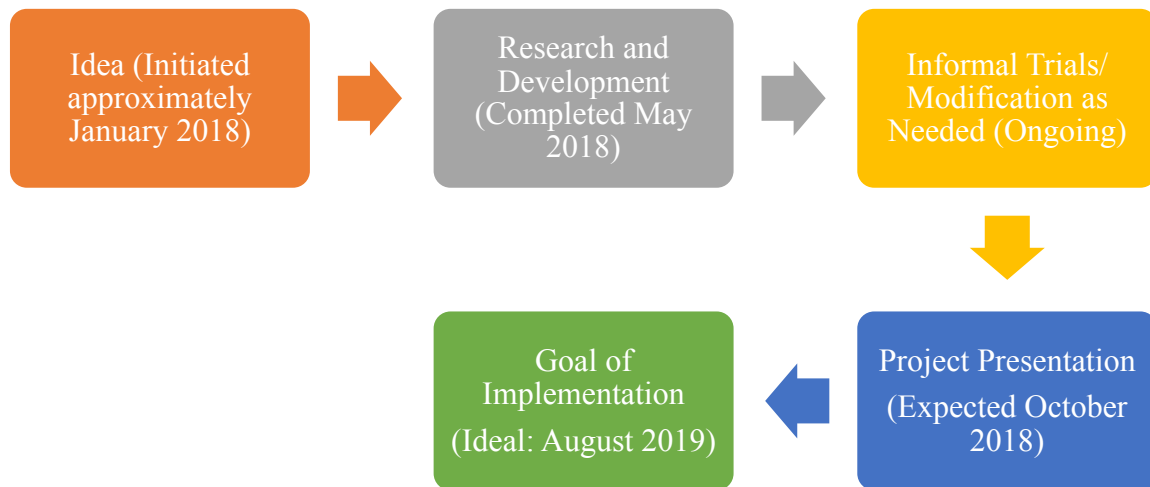 Idea (Initiated
approximately
January 2018)
Research and
Development
(Completed May
2018)
Informal Trials/
Modification as
Needed (Ongoing)
Project Presentation
(Expected October
2018)
Goal of
Implementation
(Ideal: August 2019)